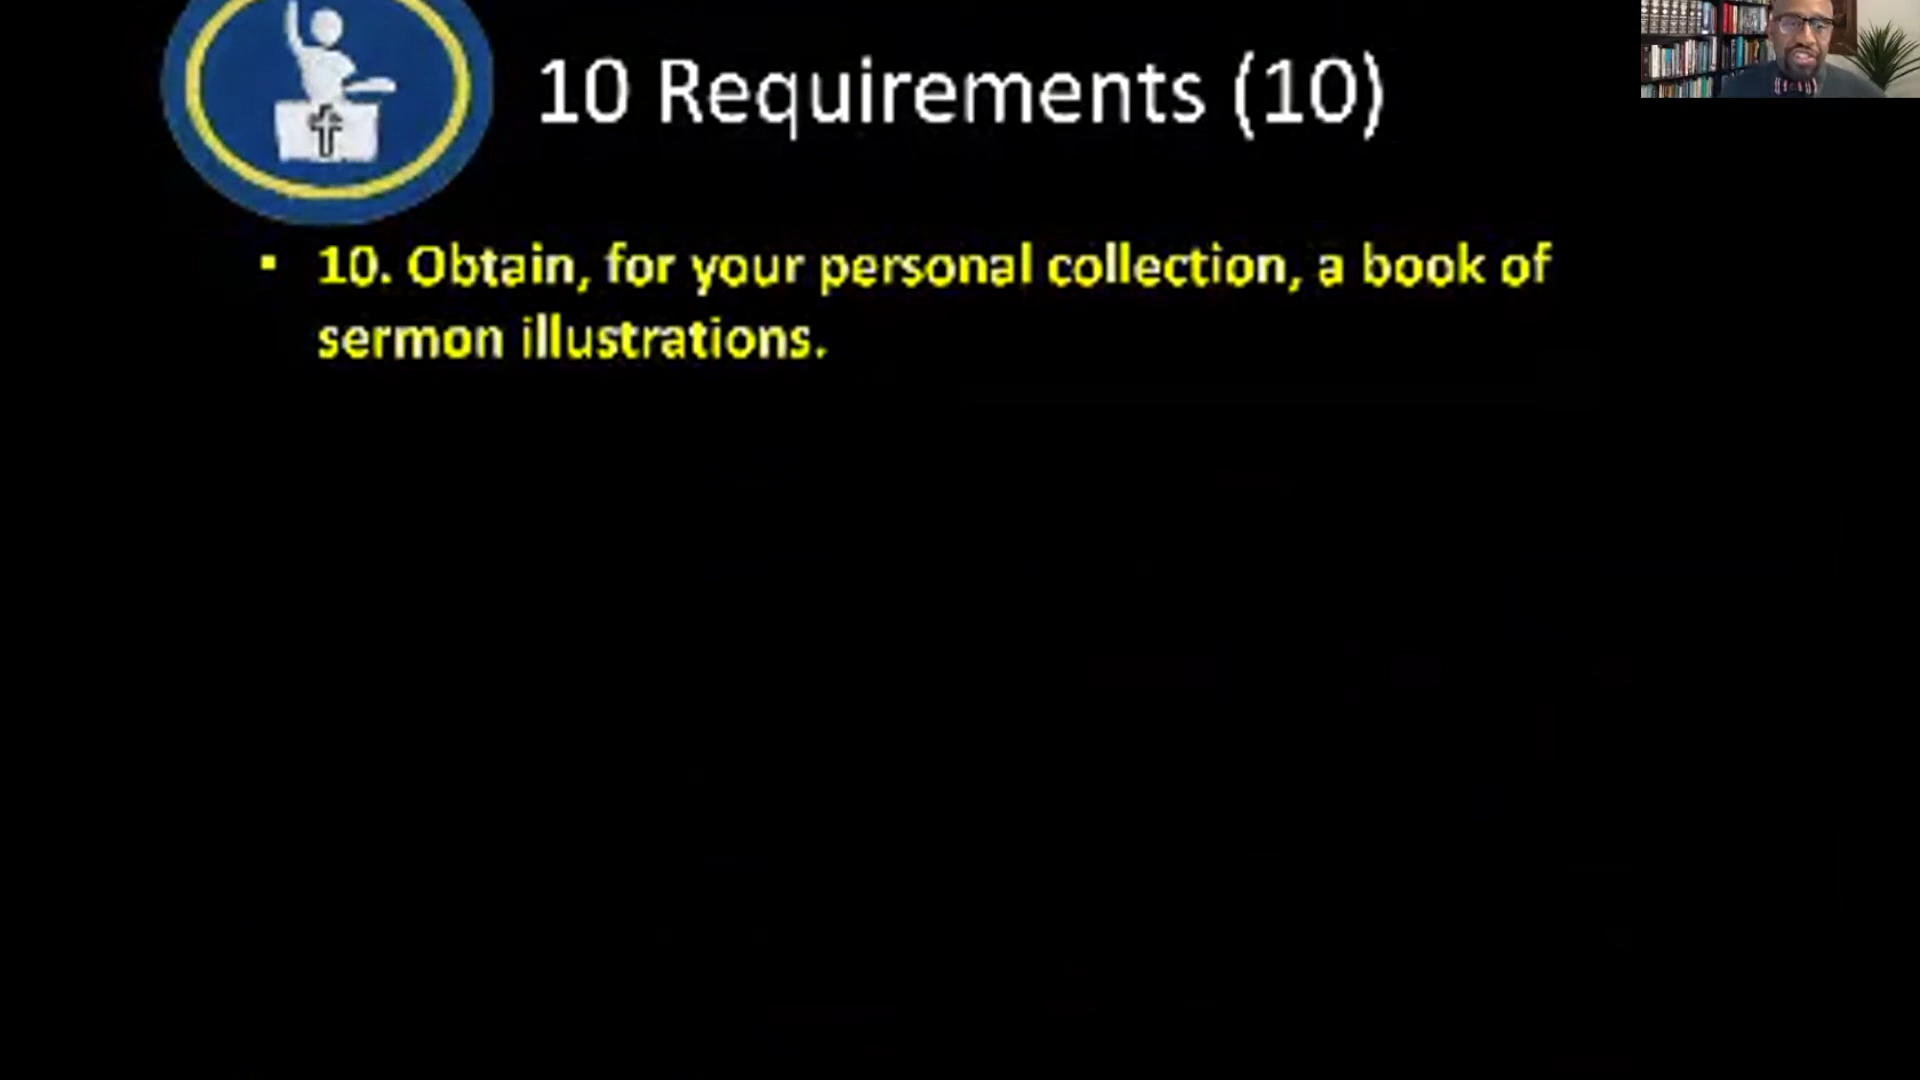 10 Requirements (10)
▪ 10. Obtain, for your personal collection, a book of
sermon illustrations.